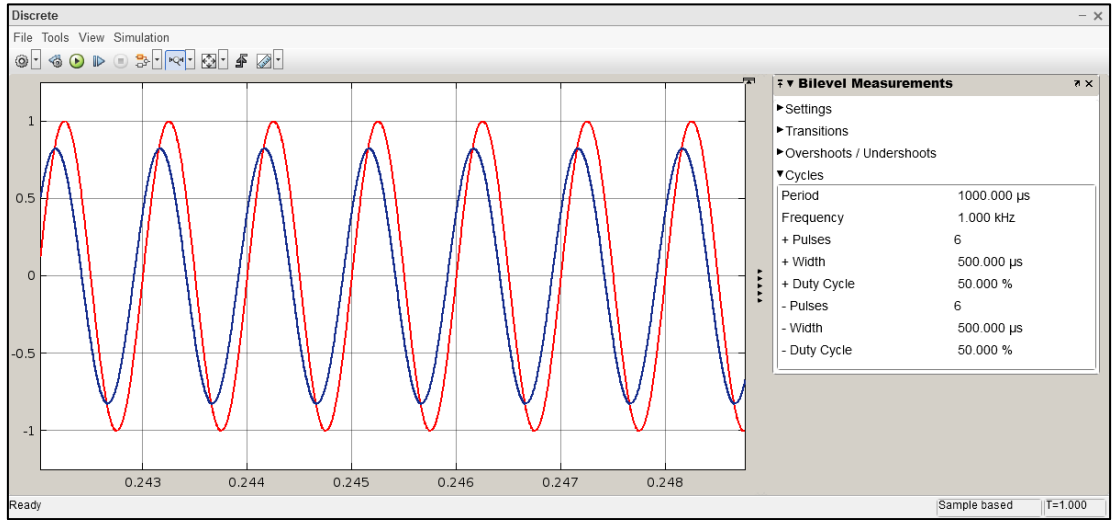 Discrete
File Tools View Simulation
1
0.5
0
-0.5
-1
0.243 0.244 0.245 0.246 0.247 0.248
Bilevel Measurements
Settings
Transitions
Overshoots / Undershoots
Cycles
Period 1000.000 µs
Frequency 1.000 kHz
+ Pulses 6
+ Width 500.000 µs
+ Duty Cycle 50.000 %
- Pulses 6
- Width 500.000 µs
- Duty Cycle 50.000 %
Ready Sample based T=1.000